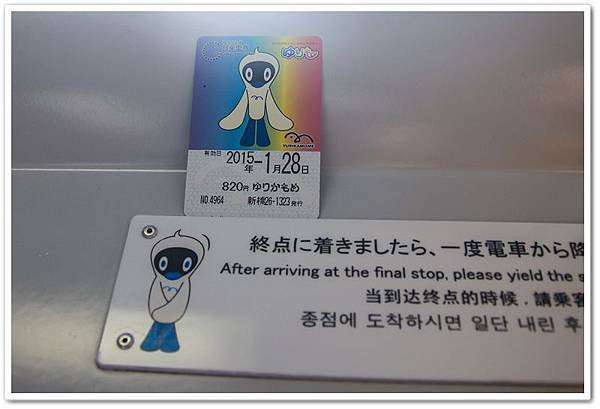 ゆりも
YURIKAMOME
有効日 2015年-1月28日
820円 ゆりかもめ
NO.4964 新橋26-1323発行
終点に着きましたら、一度電車から降
After arriving at the final stop, please yield the s
当到达终点的時候，請乘客
종점에 도착하시면 일단 내린 후